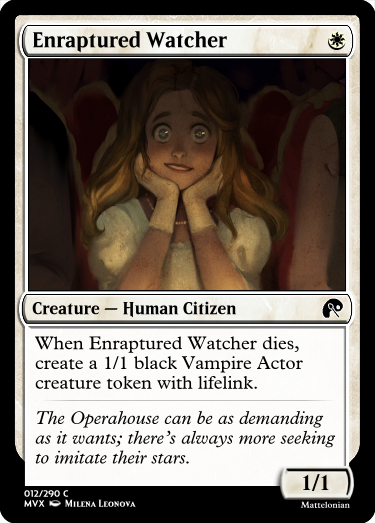 Enraptured Watcher
Creature — Human Citizen
When Enraptured Watcher dies,
create a 1/1 black Vampire Actor
creature token with lifelink.
The Operahouse can be as demanding
as it wants; there's always more seeking
to imitate their stars.
1/1
012/290 C
MVX Milena Leonova
Mattelonian